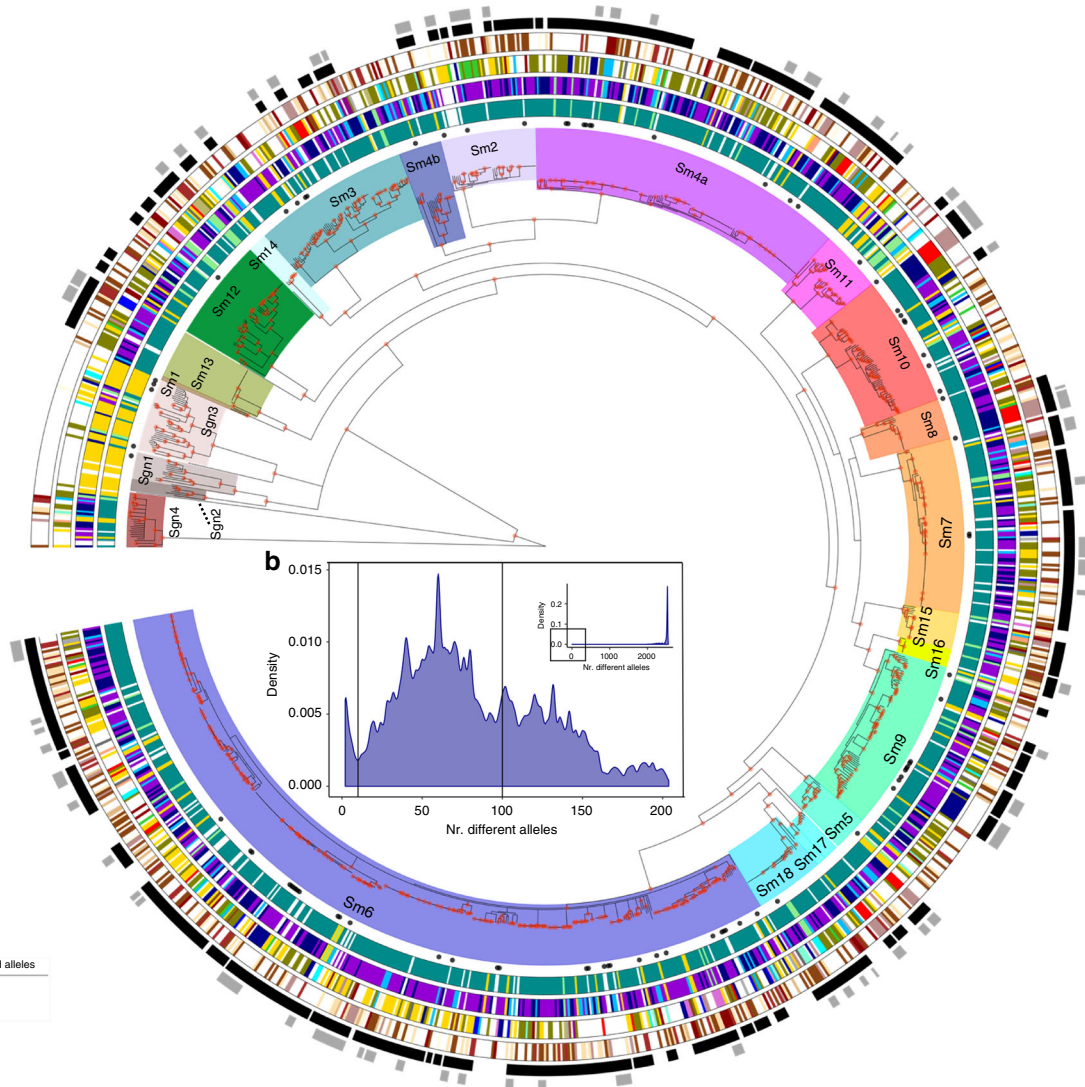 Sm2
Sm4b
Sm4a
Sm3
Sm14
Sm11
Sm12
Sm10
Sm13
Sm1
Sgn3
Sm8
Sgn1
Sm7
Sgn4
Sgn2
b
0.015
0.010
0.005
0.000
Density
0
50
100
150
200
Nr. different alleles
0.2
0.1
0.0
Density
0
1000
2000
Nr. different alleles
Sm15
Sm16
Sm9
Sm5
Sm17
Sm18
Sm6
alleles